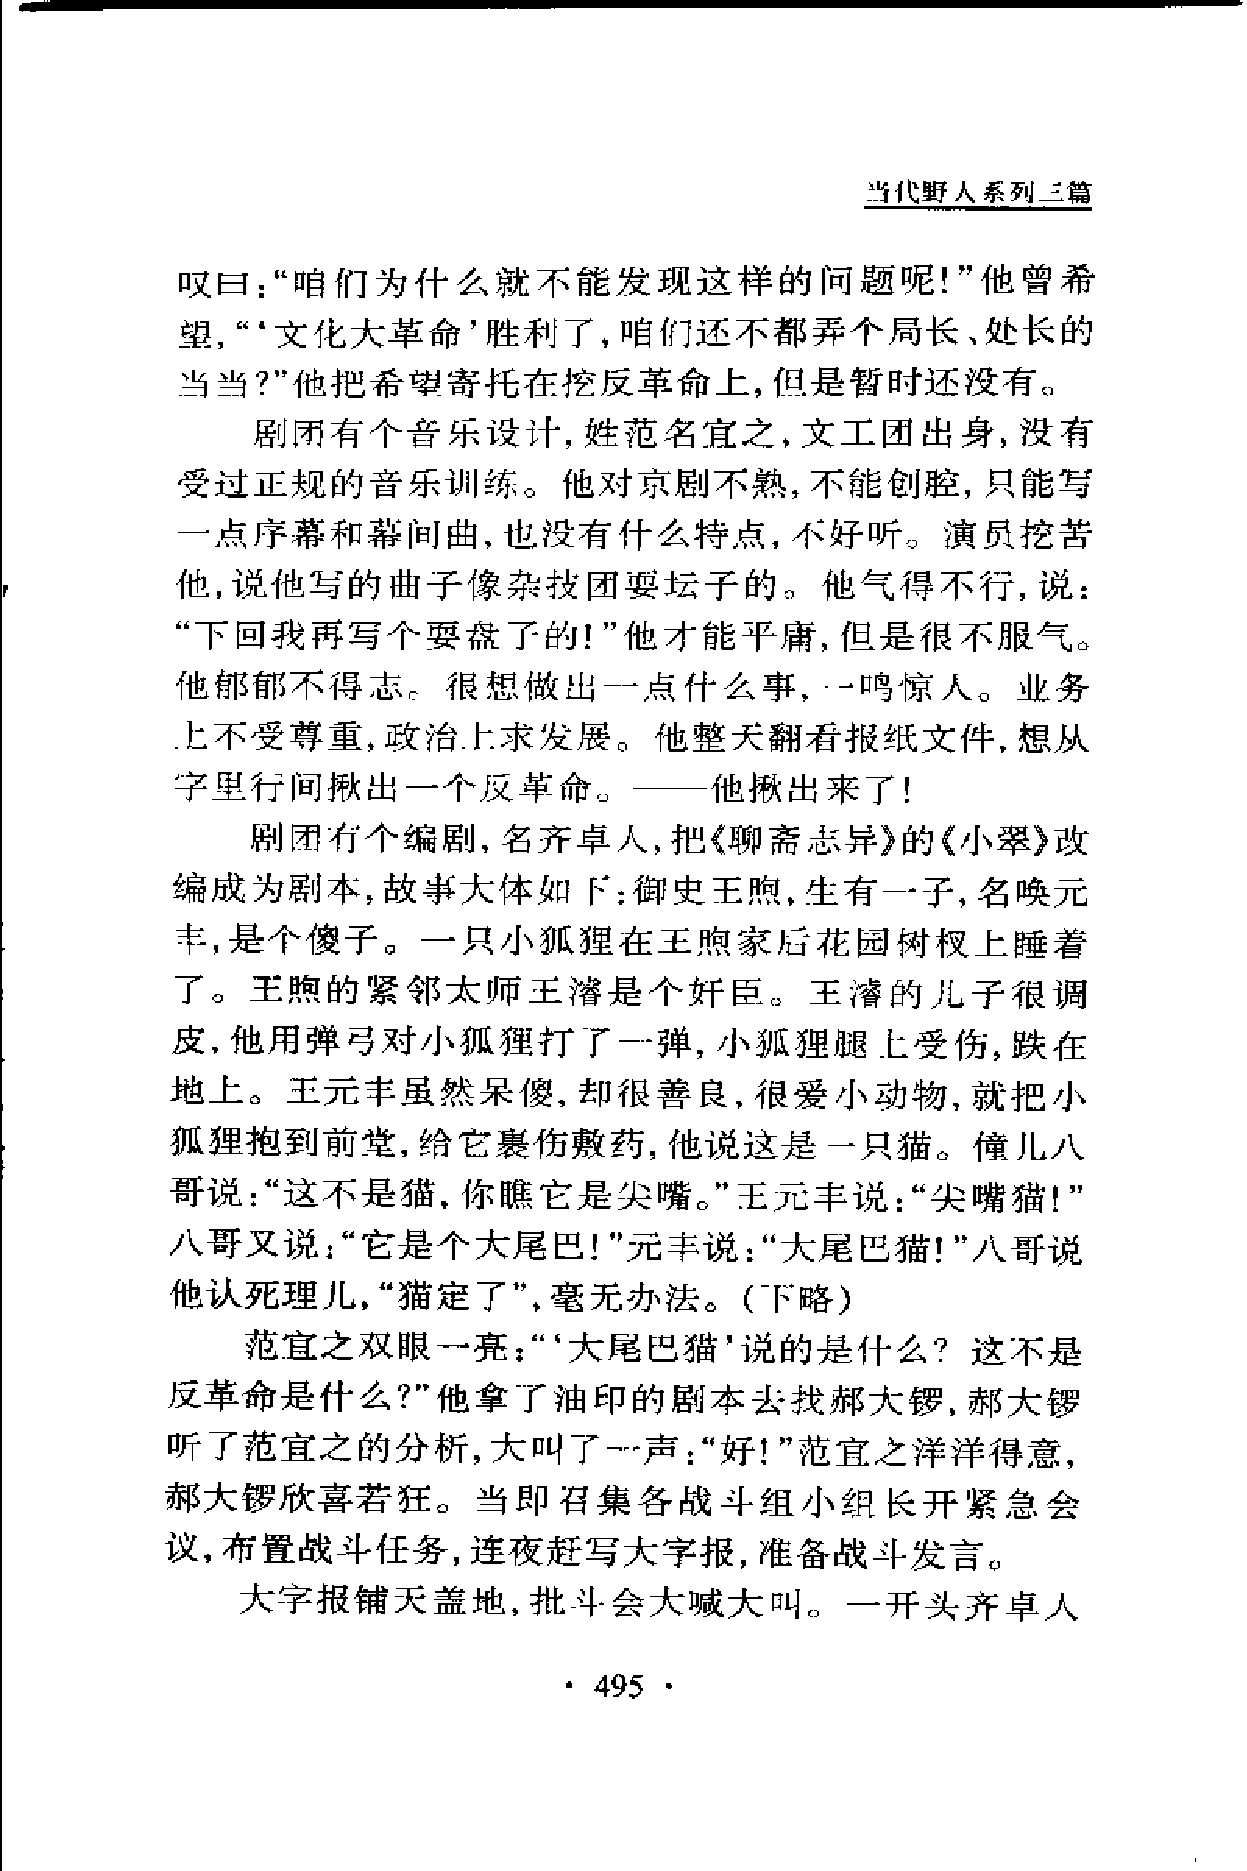 当代野人系列三篇
叹曰:“咱们为什么就不能发现这样的问题呢!”他曾希
望,“‘文化大革命’胜利了,咱们还不都弄个局长、处长的
当当?”他把希望寄托在挖反革命上,但是暂时还没有。
剧团有个音乐设计,姓范名宜之,文工团出身,没有
受过正规的音乐训练。他对京剧不熟,不能创腔,只能写
一点序幕和幕间曲,也没有什么特点,不好听。演员挖苦
他,说他写的曲子像杂技团耍坛子的。他气得不行,说:
“下回我再写个耍盘子的!”他才能平庸,但是很不服气。
他郁郁不得志。很想做出一点什么事,一鸣惊人。业务
上不受尊重,政治上求发展。他整天翻看报纸文件,想从
字里行间揪出一个反革命。——他揪出来了!
剧团有个编剧,名齐卓人,把《聊斋志异》的《小翠》改
编成为剧本,故事大体如下:御史王煦,生有一子,名唤元
丰,是个傻子。一只小狐狸在王煦家后花园树杈上睡着
了。王煦的紧邻太师王濬是个奸臣。王濬的儿子很调
皮,他用弹弓对小狐狸打了一弹,小狐狸腿上受伤,跌在
地上。王元丰虽然呆傻,却很善良,很爱小动物,就把小
狐狸抱到前堂,给它裹伤敷药,他说这是一只猫。僮儿八
哥说:“这不是猫,你瞧它是尖嘴。”王元丰说:“尖嘴猫!”
八哥又说:“它是个大尾巴!”元丰说:“大尾巴猫!”八哥说
他认死理儿,“猫定了”,毫无办法。(下略)
范宜之双眼一亮:“‘大尾巴猫’说的是什么? 这不是
反革命是什么?”他拿了油印的剧本去找郝大锣,郝大锣
听了范宜之的分析,大叫了一声:“好!”范宜之洋洋得意,
郝大锣欣喜若狂。当即召集各战斗组小组长开紧急会
议,布置战斗任务,连夜赶写大字报,准备战斗发言。
大字报铺天盖地,批斗会大喊大叫。一开头齐卓人
· 495 ·